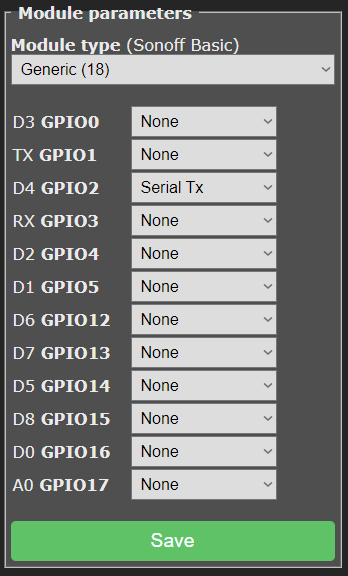 Module parameters
Module type (Sonoff Basic)
Generic (18)
D3 GPIO0 None
TX GPIO1 None
D4 GPIO2 Serial Tx
RX GPIO3 None
D2 GPIO4 None
D1 GPIO5 None
D6 GPIO12 None
D7 GPIO13 None
D5 GPIO14 None
D8 GPIO15 None
D0 GPIO16 None
A0 GPIO17 None
Save